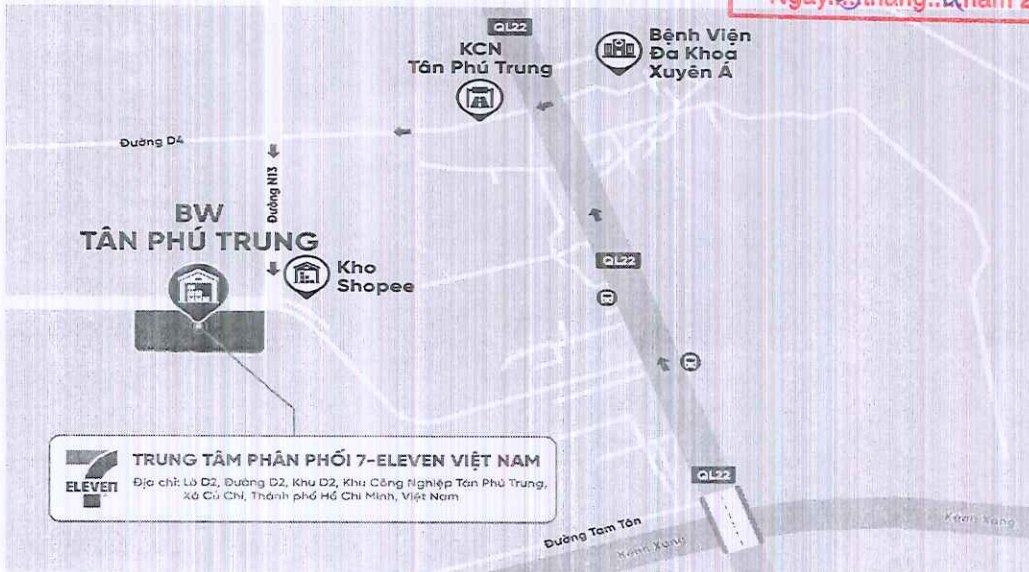 QL22
KCN
Tân Phú Trung
Bệnh Viện
Đa Khoa
Xuyên Á
Đường D4
Đường N13
BW
TÂN PHÚ TRUNG
Kho
Shopee
QL22
7
ELEVEn
TRUNG TÂM PHÂN PHỐI 7-ELEVEN VIỆT NAM
Địa chỉ: Lô D2, Đường D2, Khu D2, Khu Công Nghiệp Tân Phú Trung,
Xã Củ Chi, Thành phố Hồ Chí Minh, Việt Nam
QL22
Đường Tam Tân
Kênh Xáng
Kênh Xáng